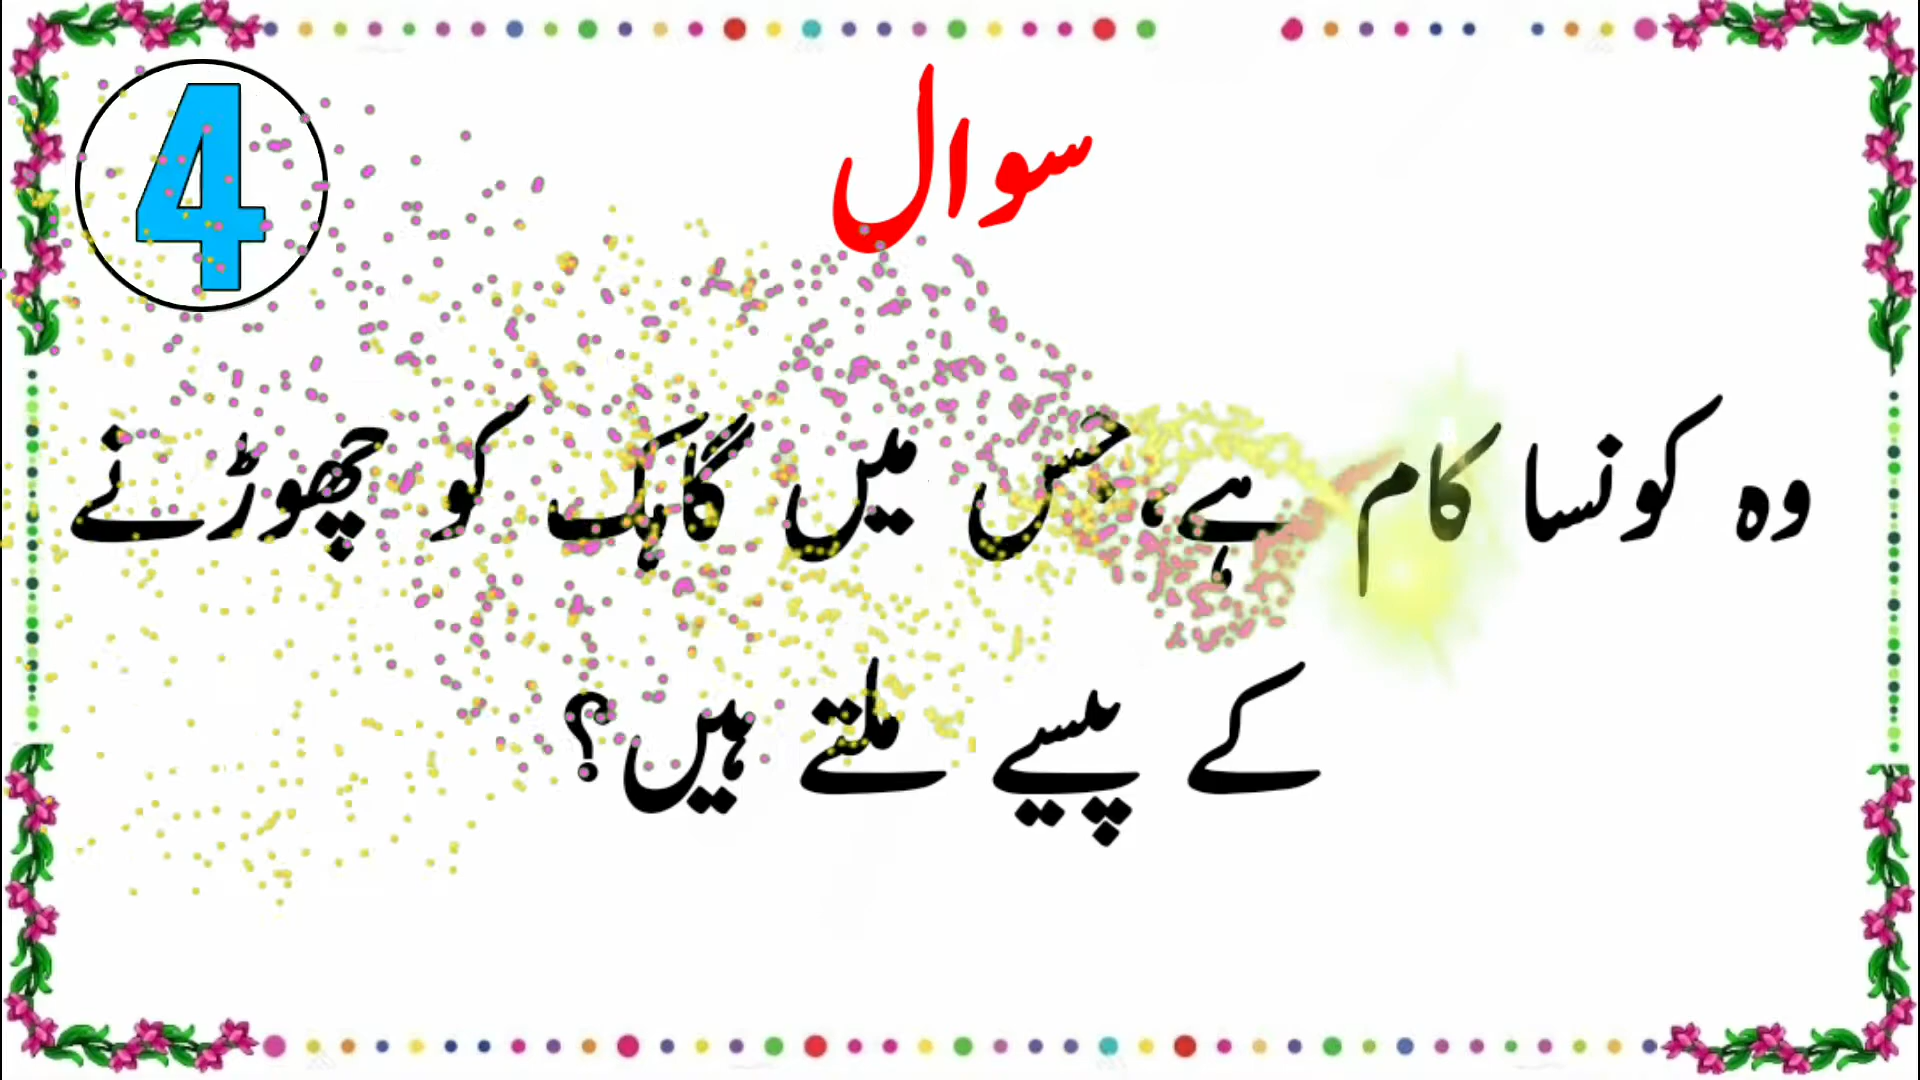 4
سوال
وہ کونسا کام ہے، جس میں گاہک کو چھوڑنے
کے پیسے ملتے ہیں؟